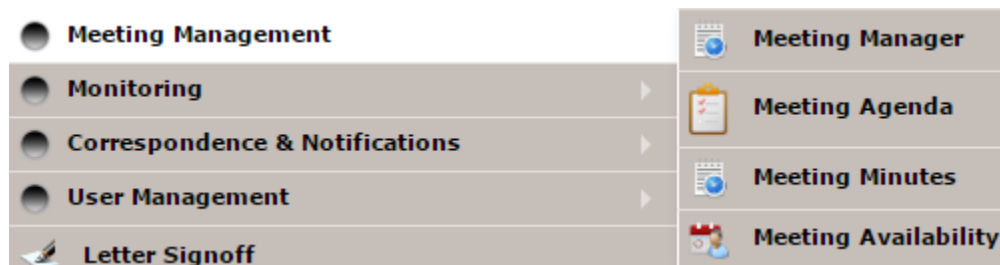 Meeting Management
Monitoring
Correspondence & Notifications
User Management
Letter Signoff
Meeting Manager
Meeting Agenda
Meeting Minutes
Meeting Availability